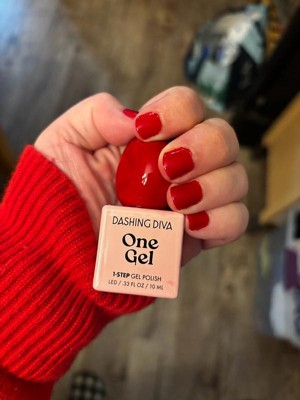 DASHING DIVA
One
Gel
1-STEP GEL POLISH
LED / .33 FL OZ / 10 ML